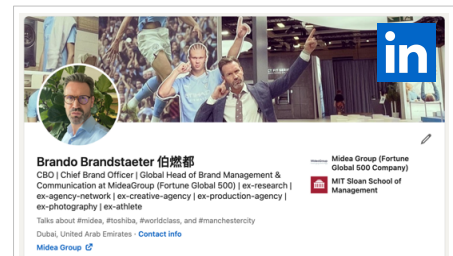 in
Brando Brandstaeter 伯燃都
CBO | Chief Brand Officer | Global Head of Brand Management &
Communication at MideaGroup (Fortune Global 500) | ex-research |
ex-agency-network | ex-creative-agency | ex-production-agency |
ex-photography | ex-athlete
Talks about #midea, #toshiba, #worldclass, and #manchestercity
Dubai, United Arab Emirates · Contact info
Midea Group
Midea Group (Fortune
Global 500 Company)
MIT Sloan School of
Management